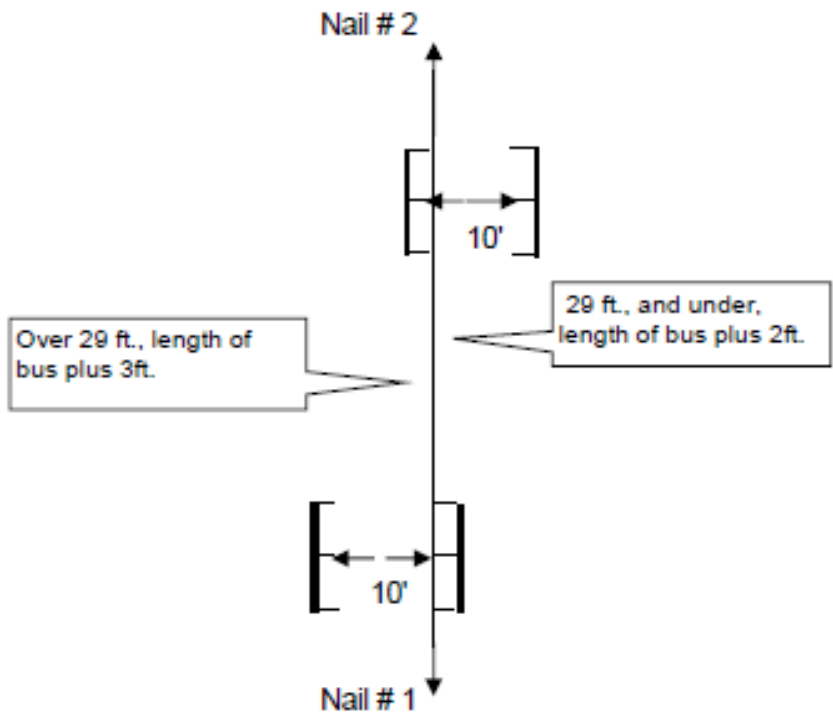 Nail # 2
10'
29 ft., and under,
length of bus plus 2ft.
Over 29 ft., length of
bus plus 3ft.
10'
Nail # 1